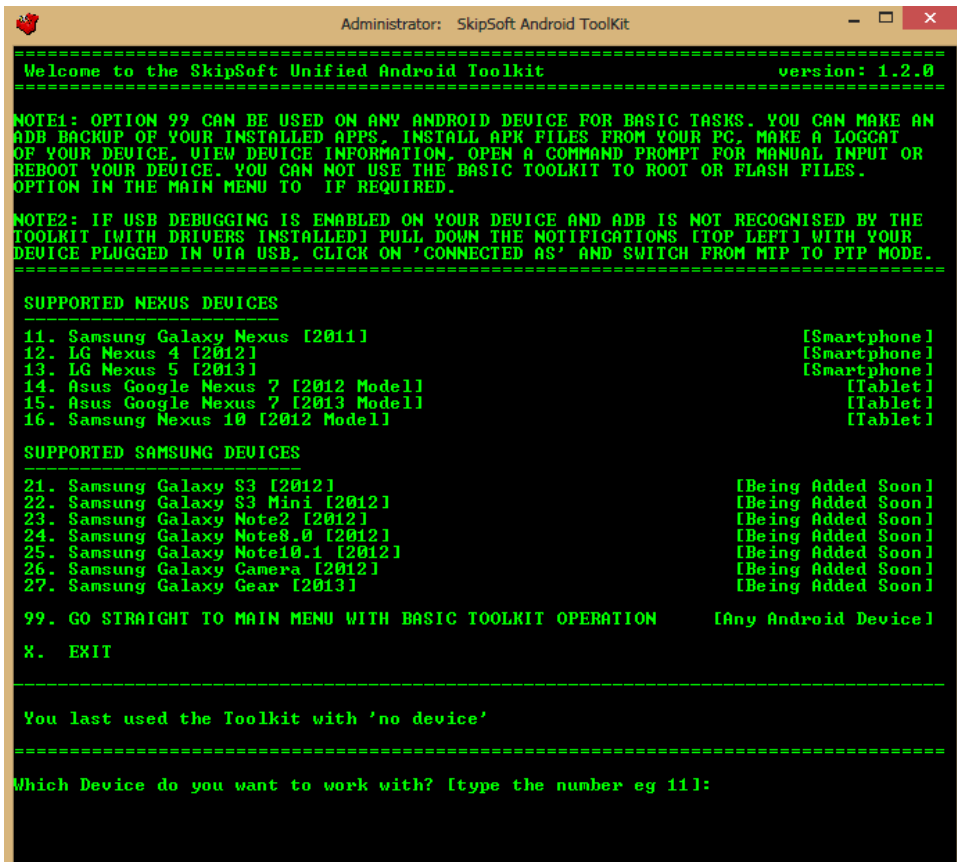 Administrator: SkipSoft Android ToolKit
Welcome to the SkipSoft Unified Android Toolkit version: 1.2.0
NOTE1: OPTION 99 CAN BE USED ON ANY ANDROID DEVICE FOR BASIC TASKS. YOU CAN MAKE AN
ADB BACKUP OF YOUR INSTALLED APPS, INSTALL APK FILES FROM YOUR PC, MAKE A LOGCAT
OF YOUR DEVICE, VIEW DEVICE INFORMATION, OPEN A COMMAND PROMPT FOR MANUAL INPUT OR
REBOOT YOUR DEVICE. YOU CAN NOT USE THE BASIC TOOLKIT TO ROOT OR FLASH FILES.
OPTION IN THE MAIN MENU TO  IF REQUIRED.
NOTE2: IF USB DEBUGGING IS ENABLED ON YOUR DEVICE AND ADB IS NOT RECOGNISED BY THE
TOOLKIT [WITH DRIVERS INSTALLED] PULL DOWN THE NOTIFICATIONS [TOP LEFT] WITH YOUR
DEVICE PLUGGED IN VIA USB, CLICK ON 'CONNECTED AS' AND SWITCH FROM MTP TO PTP MODE.
SUPPORTED NEXUS DEVICES
11. Samsung Galaxy Nexus [2011] [Smartphone]
12. LG Nexus 4 [2012] [Smartphone]
13. LG Nexus 5 [2013] [Smartphone]
14. Asus Google Nexus 7 [2012 Model] [Tablet]
15. Asus Google Nexus 7 [2013 Model] [Tablet]
16. Samsung Nexus 10 [2012 Model] [Tablet]
SUPPORTED SAMSUNG DEVICES
21. Samsung Galaxy S3 [2012] [Being Added Soon]
22. Samsung Galaxy S3 Mini [2012] [Being Added Soon]
23. Samsung Galaxy Note2 [2012] [Being Added Soon]
24. Samsung Galaxy Note8.0 [2012] [Being Added Soon]
25. Samsung Galaxy Note10.1 [2012] [Being Added Soon]
26. Samsung Galaxy Camera [2012] [Being Added Soon]
27. Samsung Galaxy Gear [2013] [Being Added Soon]
99. GO STRAIGHT TO MAIN MENU WITH BASIC TOOLKIT OPERATION [Any Android Device]
X. EXIT
You last used the Toolkit with 'no device'
Which Device do you want to work with? [type the number eg 11]: